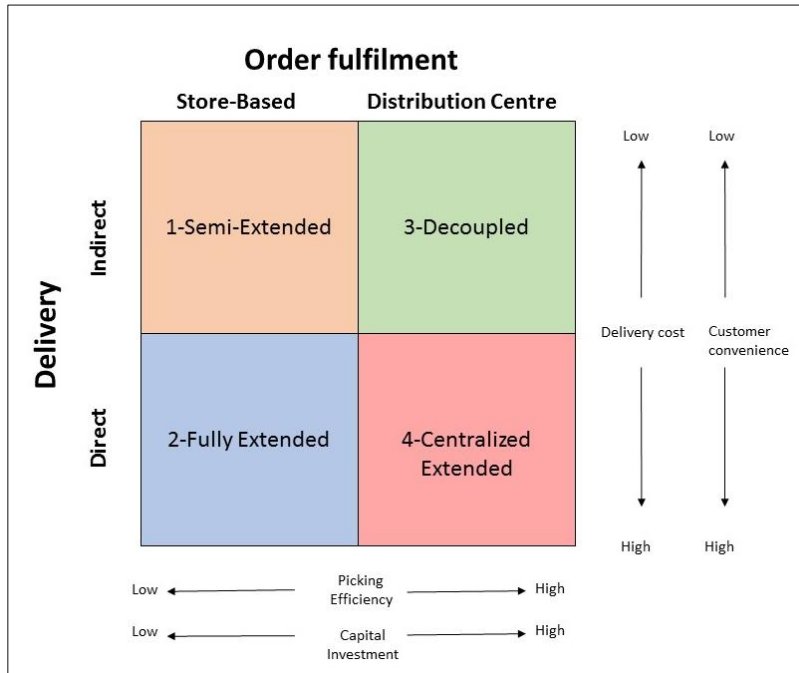 Order fulfilment
Store-Based
Distribution Centre
Delivery
Indirect
Direct
1-Semi-Extended
3-Decoupled
2-Fully Extended
4-Centralized
Extended
Low
Low
Delivery cost
Customer
convenience
High
High
Low
Picking
Efficiency
High
Low
Capital
Investment
High